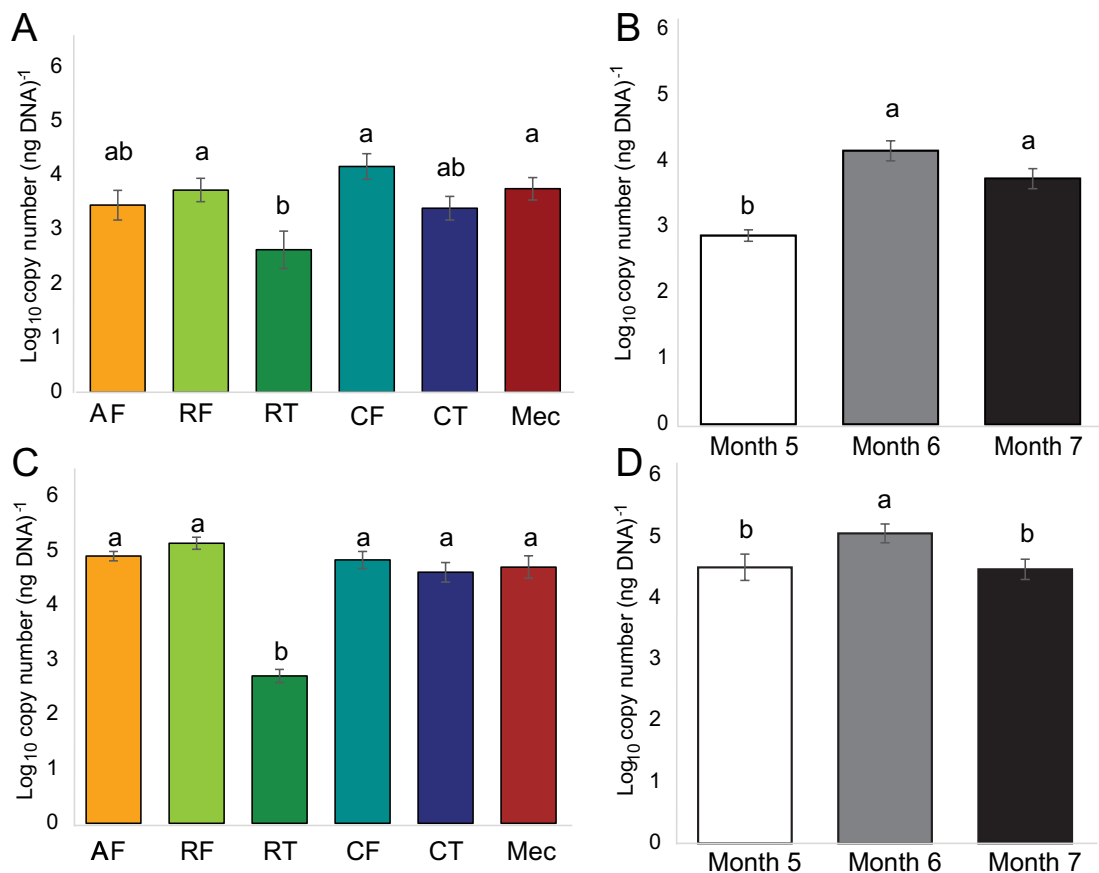 A
Log10 copy number (ng DNA)-1
6
5
4
3
2
1
0
ab
a
b
a
ab
a
AF RF RT CF CT Mec
B
Log10 copy number (ng DNA)-1
6
5
4
3
2
1
0
b
a
a
Month 5 Month 6 Month 7
C
Log10 copy number (ng DNA)-1
6
5
4
3
2
1
0
a
a
b
a
a
a
AF RF RT CF CT Mec
D
Log10 copy number (ng DNA)-1
6
5
4
3
2
1
0
b
a
b
Month 5 Month 6 Month 7